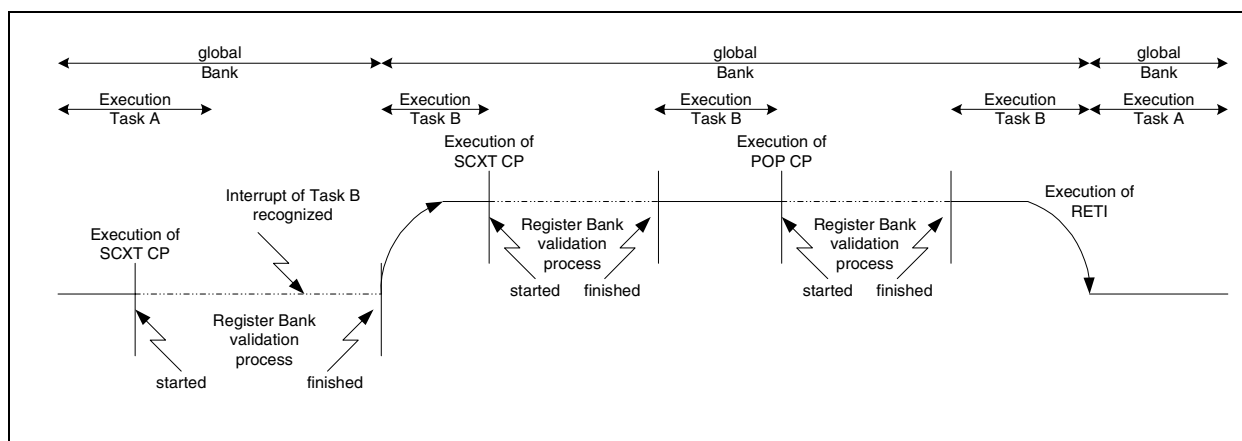 global
Bank
global
Bank
global
Bank
Execution
Task A
Execution
Task B
Execution
Task B
Execution
Task B
Execution
Task A
Execution of
SCXT CP
Execution of
POP CP
Interrupt of Task B
recognized
Execution of
RETI
Execution of
SCXT CP
Register Bank
validation
process
Register Bank
validation
process
started
finished
started
finished
Register Bank
validation
process
started
finished